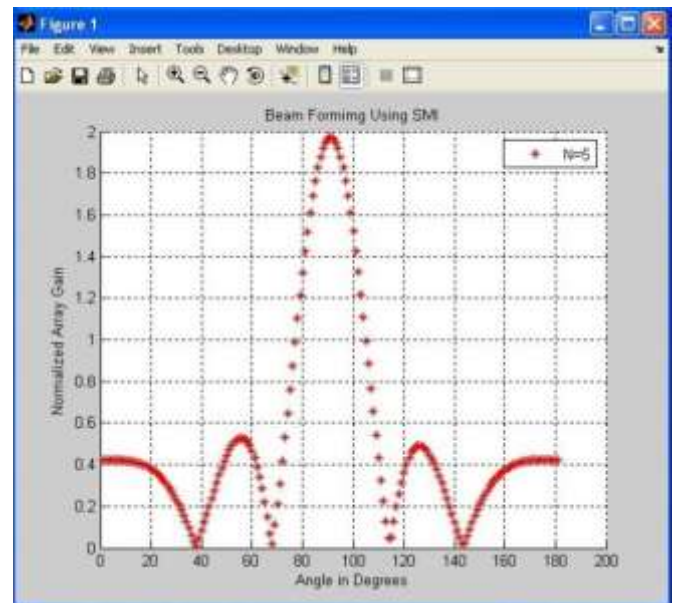 Figure 1
File Edit View Insert Tools Desktop Window Help
Beam Formimg Using SMI
N=5
Normalized Array Gain
2
1.8
1.6
1.4
1.2
1
0.8
0.6
0.4
0.2
0
0 20 40 60 80 100 120 140 160 180 200
Angle in Degrees